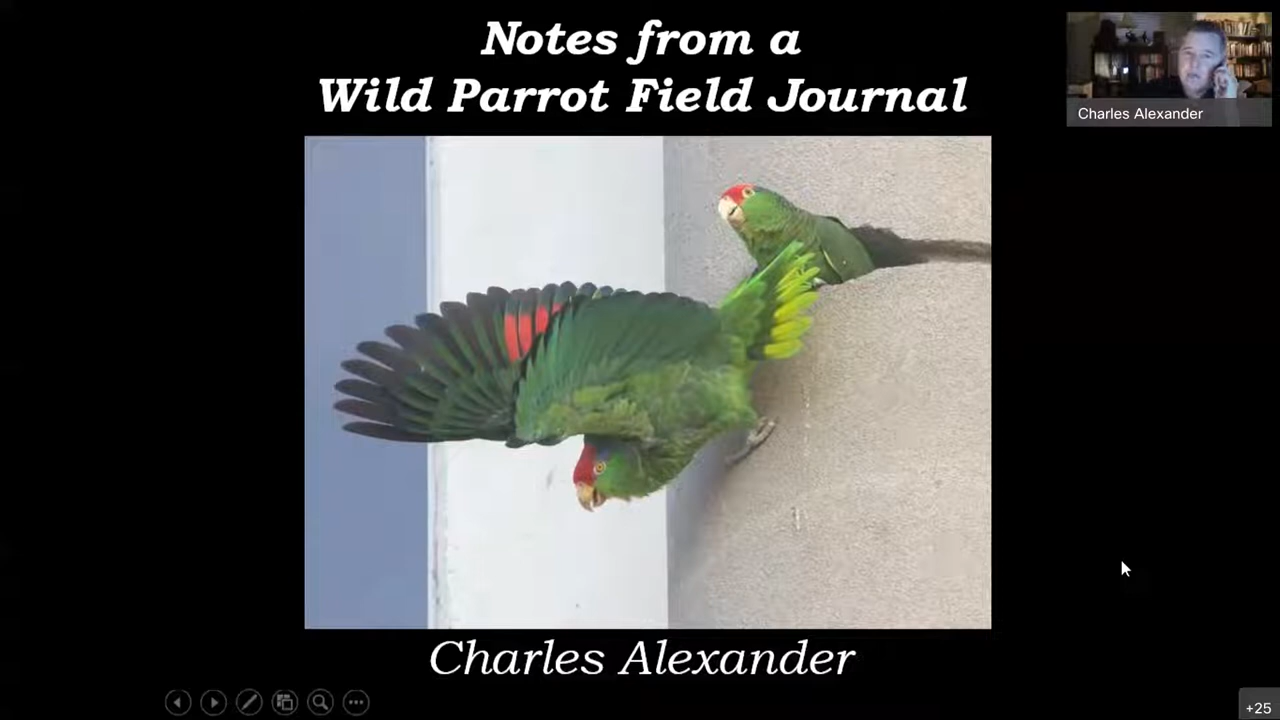 Notes from a
Wild Parrot Field Journal
Charles Alexander
Charles Alexander
+25